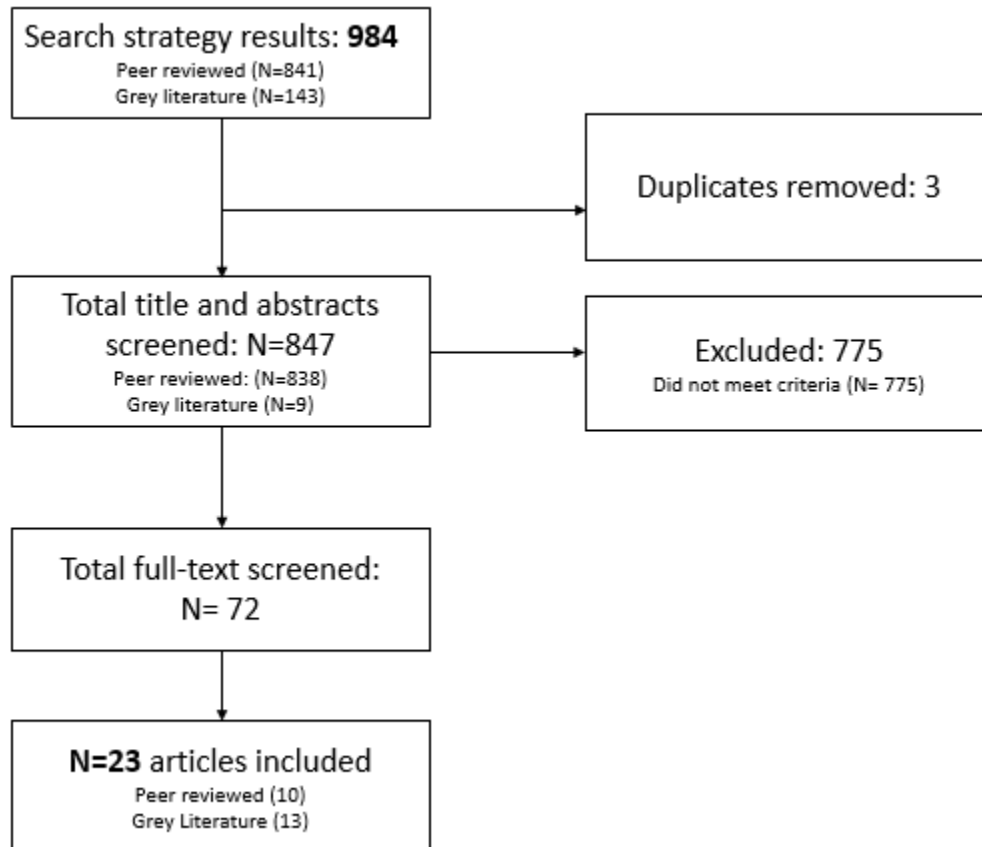 Search strategy results: 984
Peer reviewed (N=841)
Grey literature (N=143)
Duplicates removed: 3
Total title and abstracts
screened: N=847
Peer reviewed: (N=838)
Grey literature (N=9)
Excluded: 775
Did not meet criteria (N= 775)
Total full-text screened:
N= 72
N=23 articles included
Peer reviewed (10)
Grey Literature (13)